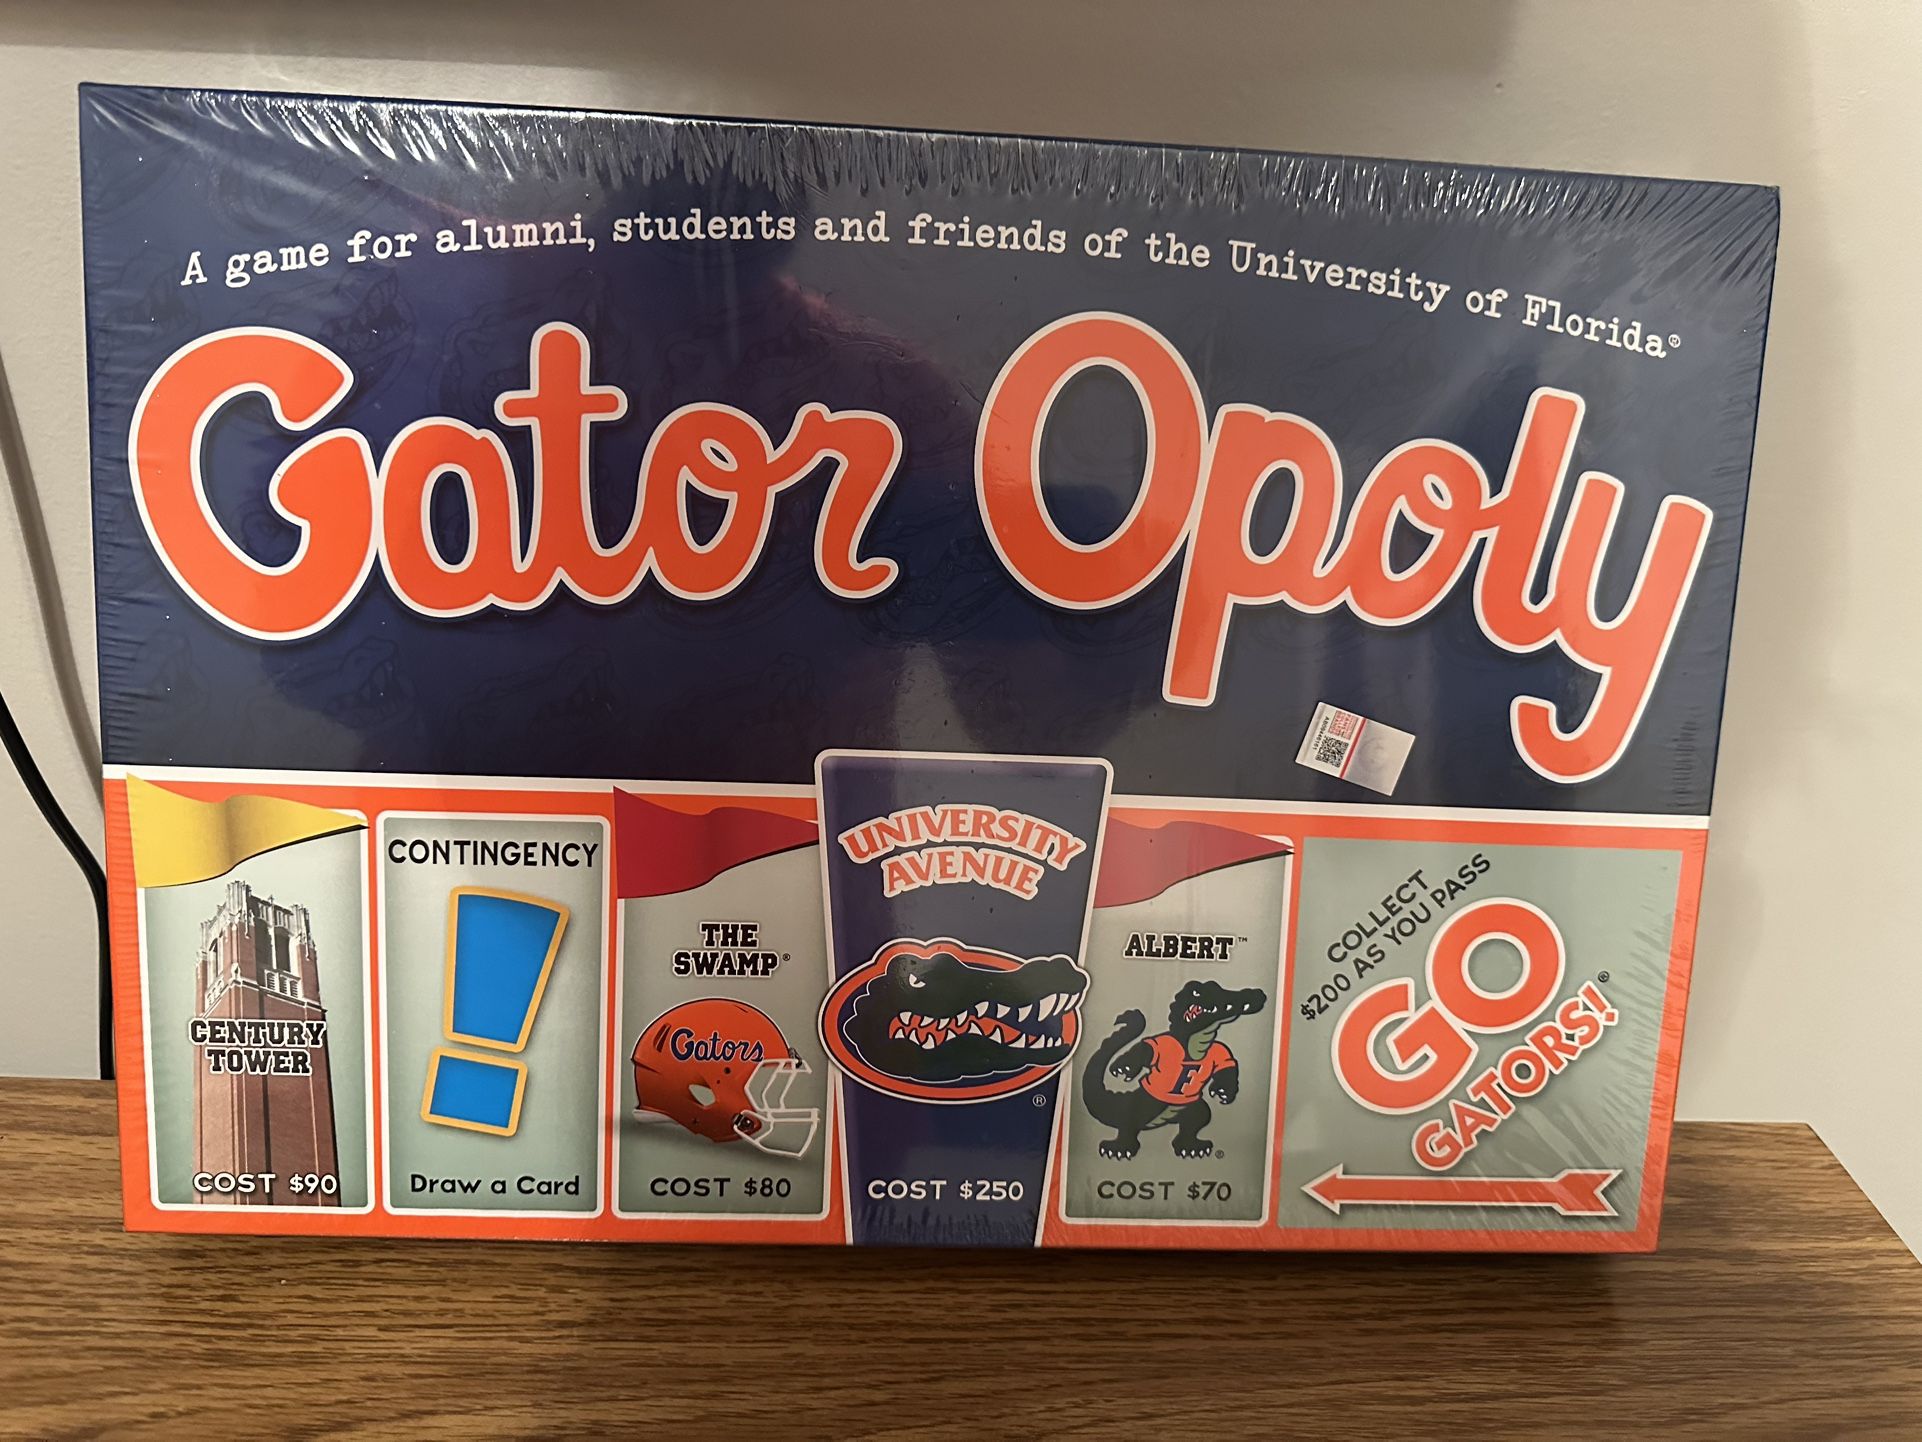 A game for alumni, students and friends of the University of Florida®
Gator Opoly
CENTURY
TOWER
COST $90
CONTINGENCY
!
Draw a Card
THE
SWAMP®
Gators
COST $80
UNIVERSITY
AVENUE
®
COST $250
ALBERT™
F
®
COST $70
COLLECT
$200 AS YOU PASS
GO
GATORS!®